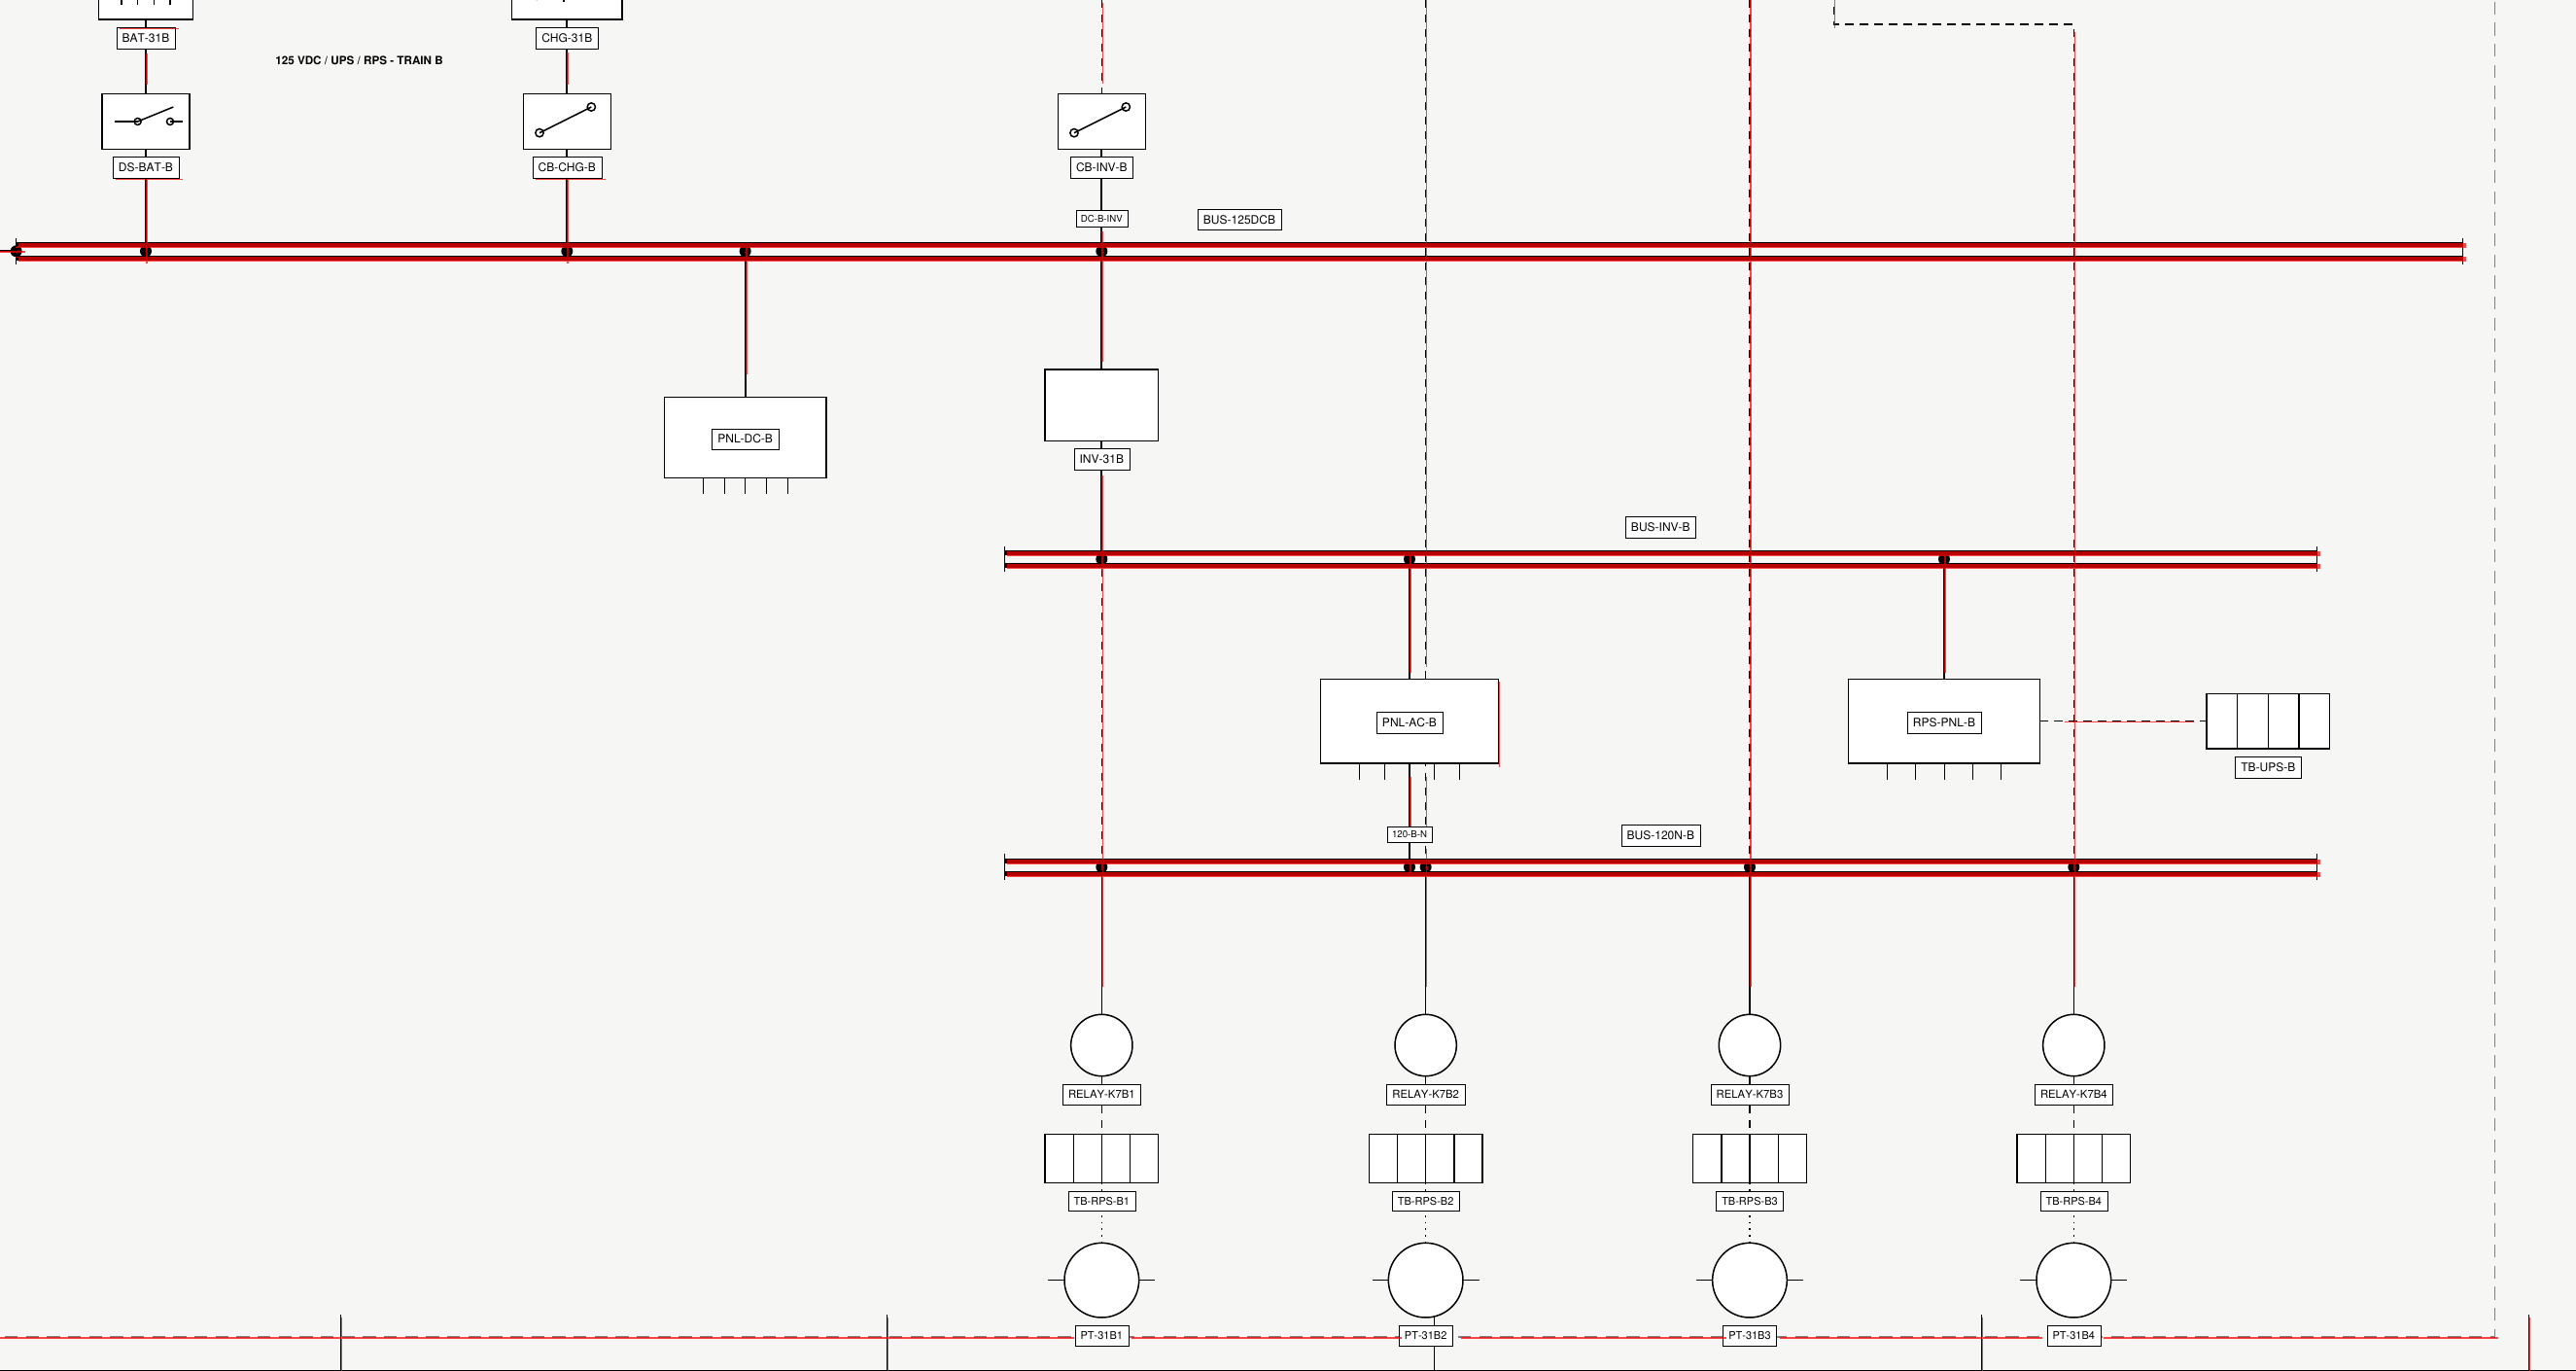 BAT-31B
CHG-31B
125 VDC / UPS / RPS - TRAIN B
DS-BAT-B
CB-CHG-B
CB-INV-B
DC-B-INV
BUS-125DCB
PNL-DC-B
INV-31B
BUS-INV-B
PNL-AC-B
RPS-PNL-B
TB-UPS-B
120-B-N
BUS-120N-B
RELAY-K7B1
RELAY-K7B2
RELAY-K7B3
RELAY-K7B4
TB-RPS-B1
TB-RPS-B2
TB-RPS-B3
TB-RPS-B4
PT-31B1
PT-31B2
PT-31B3
PT-31B4